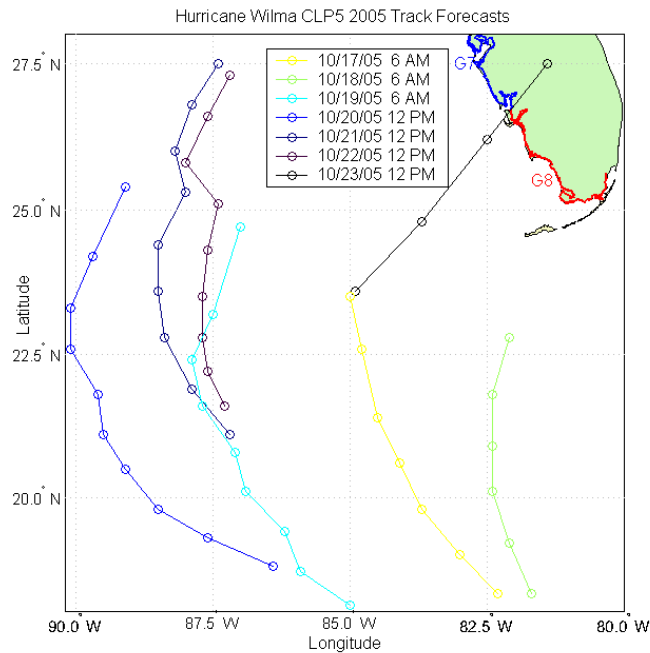 Hurricane Wilma CLP5 2005 Track Forecasts
27.5° N
G7
10/17/05 6 AM
10/18/05 6 AM
10/19/05 6 AM
10/20/05 12 PM
10/21/05 12 PM
10/22/05 12 PM
10/23/05 12 PM
G8
25.0° N
Latitude
22.5° N
20.0° N
90.0° W
87.5° W
85.0° W
82.5° W
80.0° W
Longitude